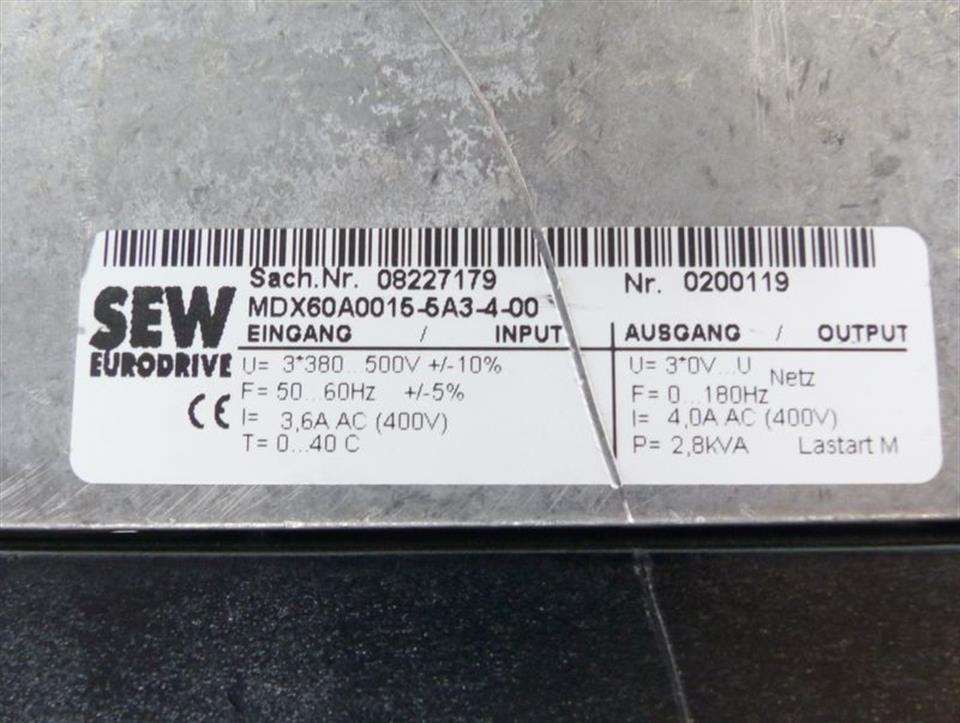 Sach.Nr. 08227179 Nr. 0200119
SEW
EURODRIVE
CE
MDX60A0015-5A3-4-00
EINGANG / INPUT
U= 3*380...500V +/-10%
F= 50...60Hz +/-5%
I= 3,6A AC (400V)
T= 0...40 C
AUSGANG / OUTPUT
U= 3*0V...U Netz
F= 0...180Hz
I= 4,0A AC (400V)
P= 2,8kVA Lastart M